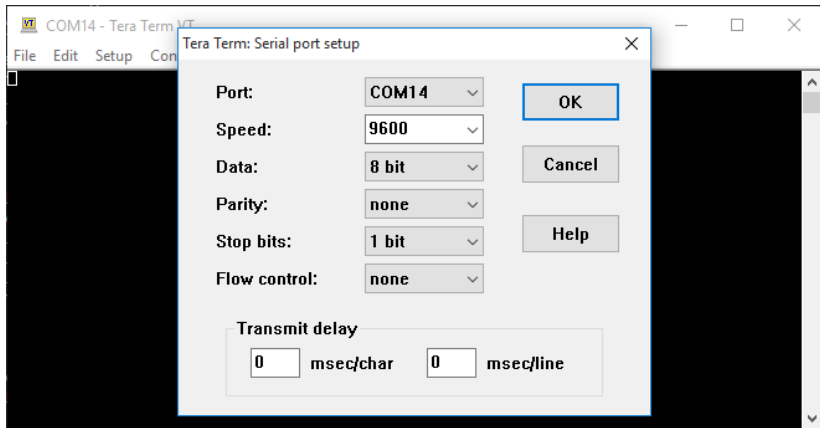 COM14 - Tera Term VT
File Edit Setup Con
Tera Term: Serial port setup
Port: COM14
OK
Speed: 9600
Data: 8 bit
Cancel
Parity: none
Stop bits: 1 bit
Help
Flow control: none
Transmit delay
0 msec/char 0 msec/line